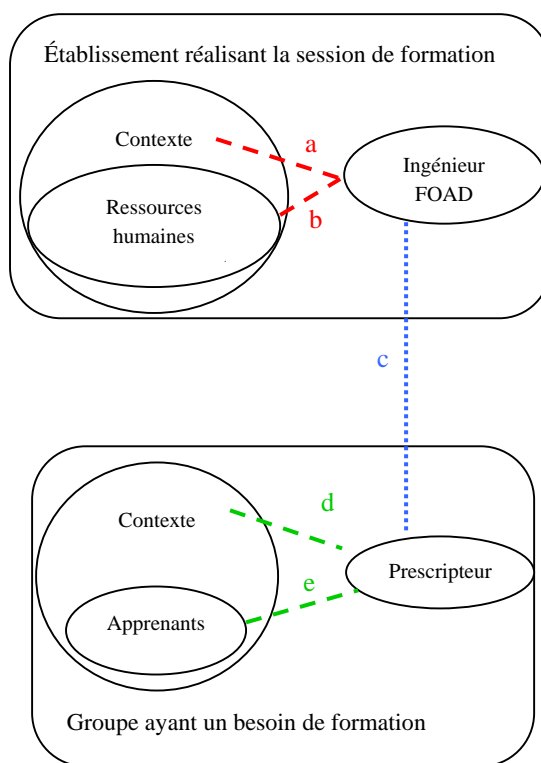 Établissement réalisant la session de formation
Contexte
a
Ingénieur
FOAD
Ressources
humaines
b
c
Contexte
d
Prescripteur
e
Apprenants
Groupe ayant un besoin de formation